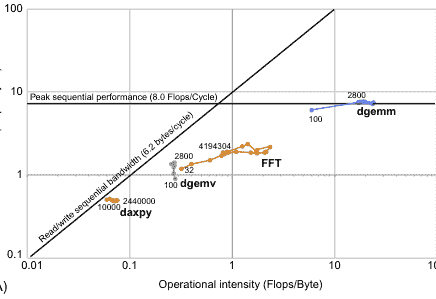 100
Peak sequential performance (8.0 Flops/Cycle)
2800
10
100
dgemm
Read/write sequential bandwidth (6.2 bytes/cycle)
4194304
2800
FFT
32
1
100
dgemv
10000
2440000
daxpy
0.1
0.01
0.1
1
10
100
Operational intensity (Flops/Byte)
A)